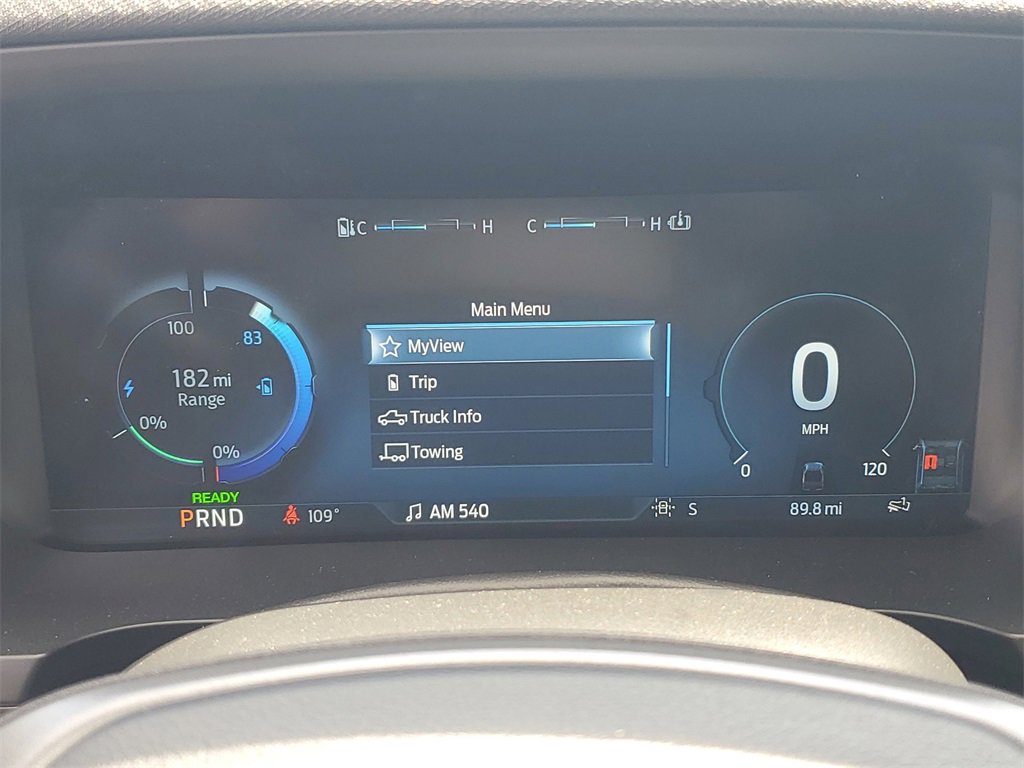 C H C H
Main Menu
MyView
Trip
Truck Info
Towing
100
83
182 mi
Range
0%
0%
READY
PRND
109°
AM 540
0
MPH
0
120
S
89.8 mi